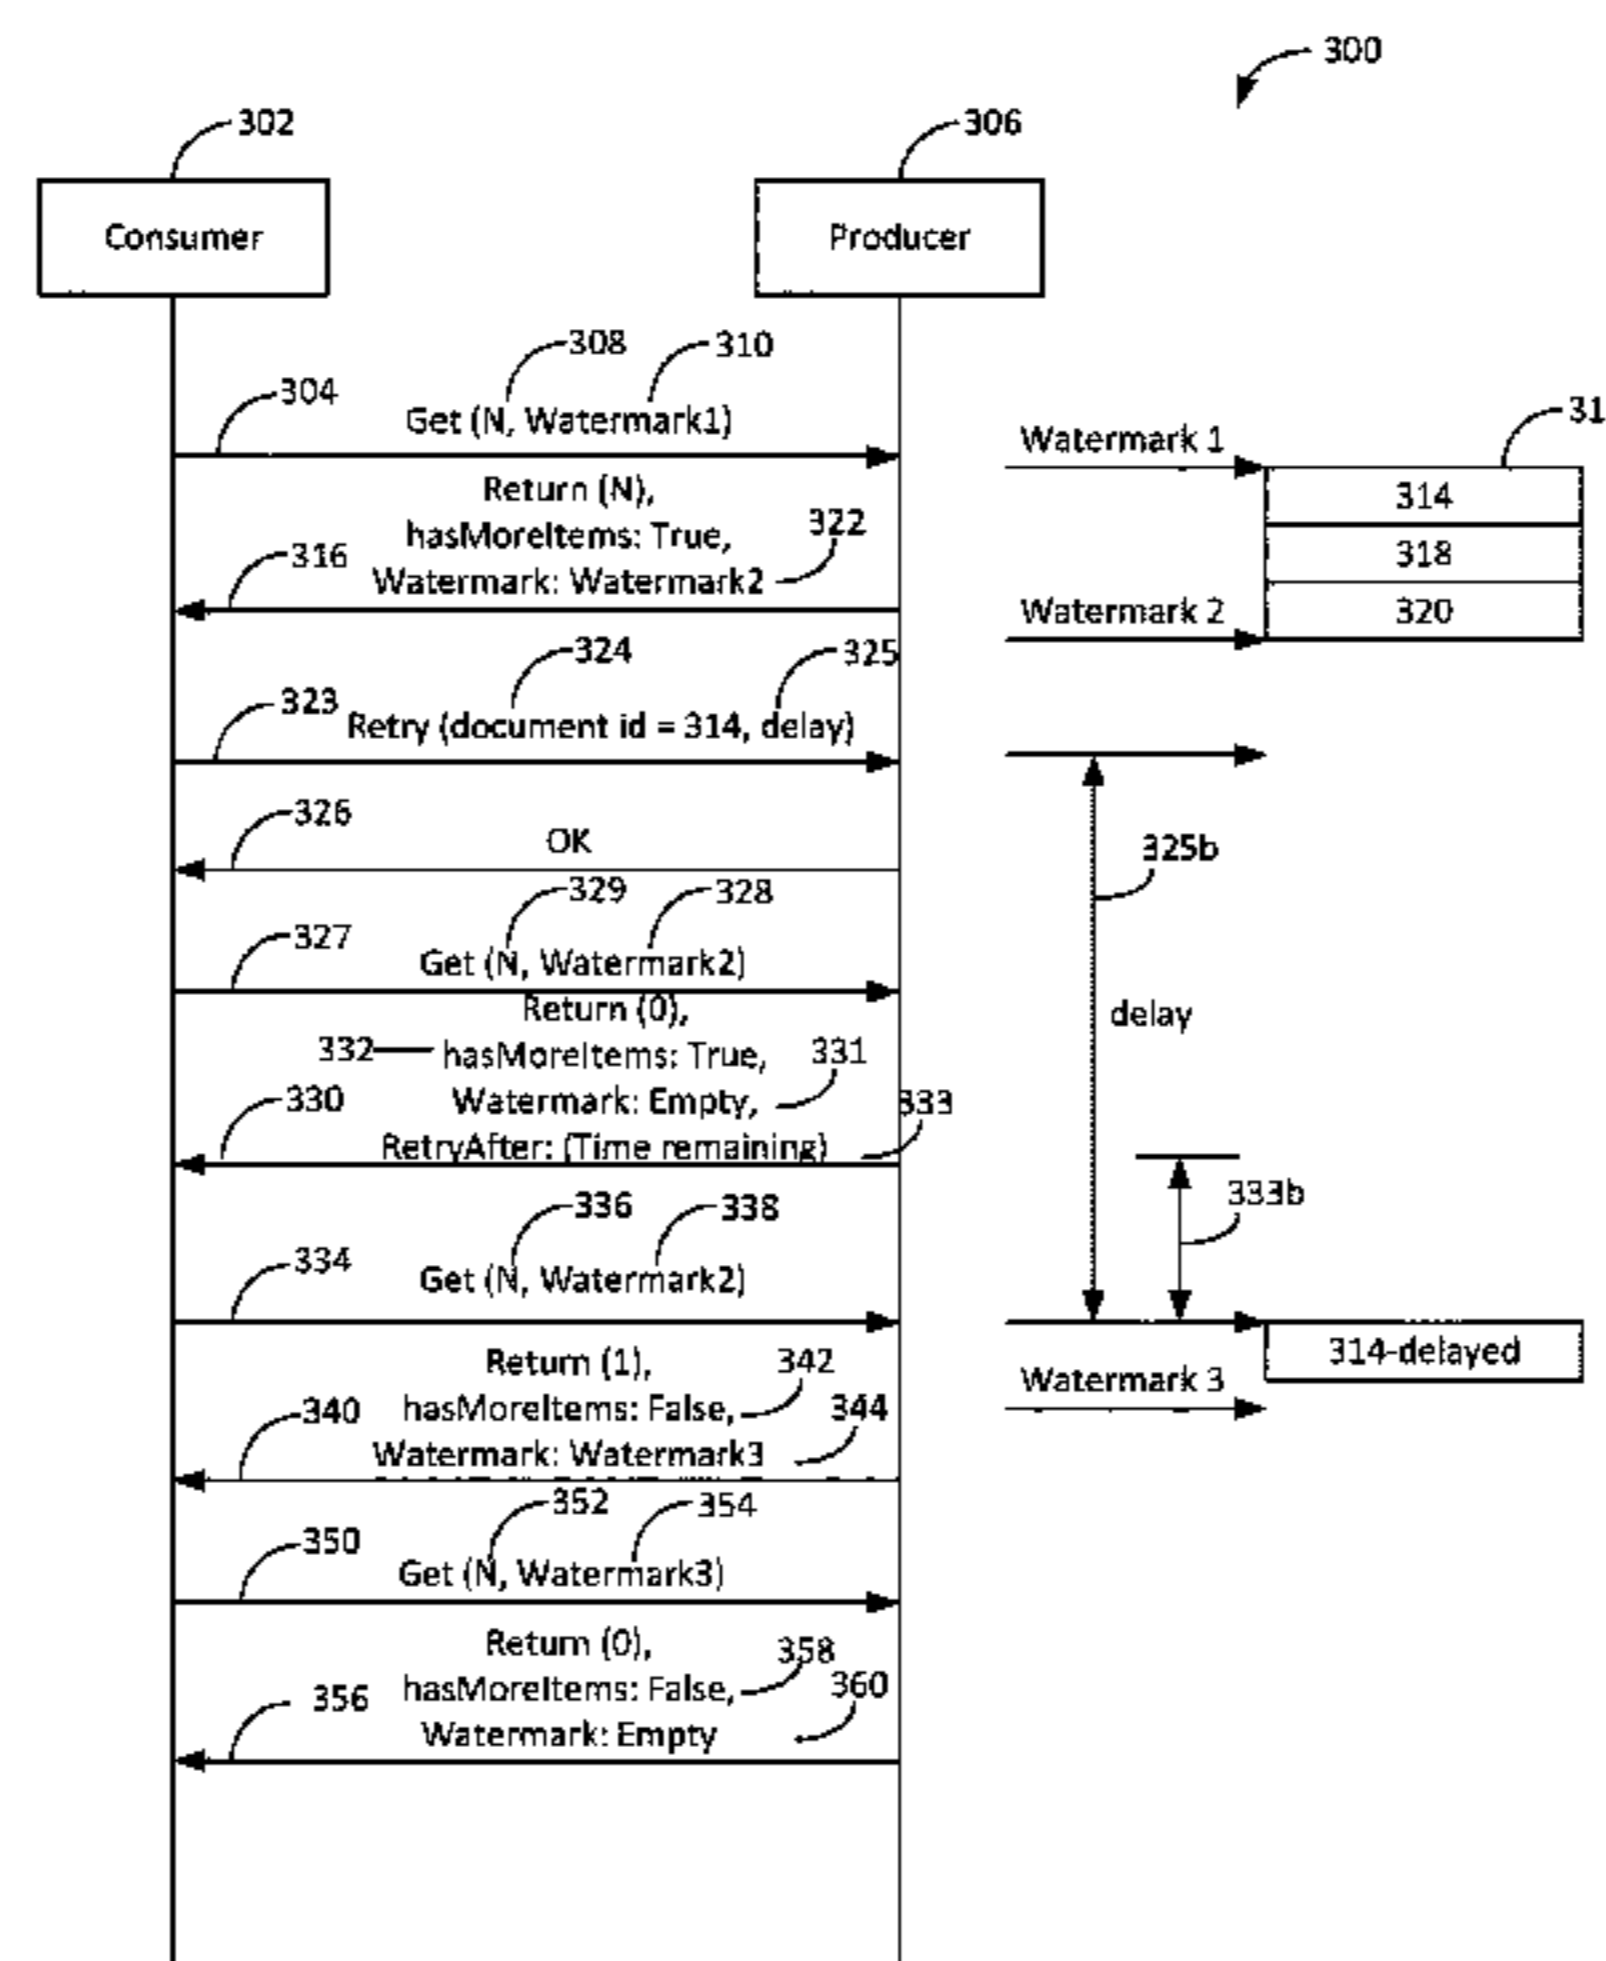 300
302
306
Consumer
Producer
308
310
304
Get (N, Watermark1)
31
Watermark 1
314
Return (N),
hasMoreItems: True,
322
316
Watermark: Watermark2
318
Watermark 2
320
324
325
323
Retry (document id = 314, delay)
326
OK
325b
329
328
327
Get (N, Watermark2)
Return (0),
delay
332
hasMoreItems: True,
331
330
Watermark: Empty,
333
RetryAfter: (Time remaining)
333b
336
338
334
Get (N, Watermark2)
314-delayed
Return (1),
342
Watermark 3
340
hasMoreItems: False,
344
Watermark: Watermark3
352
354
350
Get (N, Watermark3)
Return (0),
358
356
hasMoreItems: False,
360
Watermark: Empty